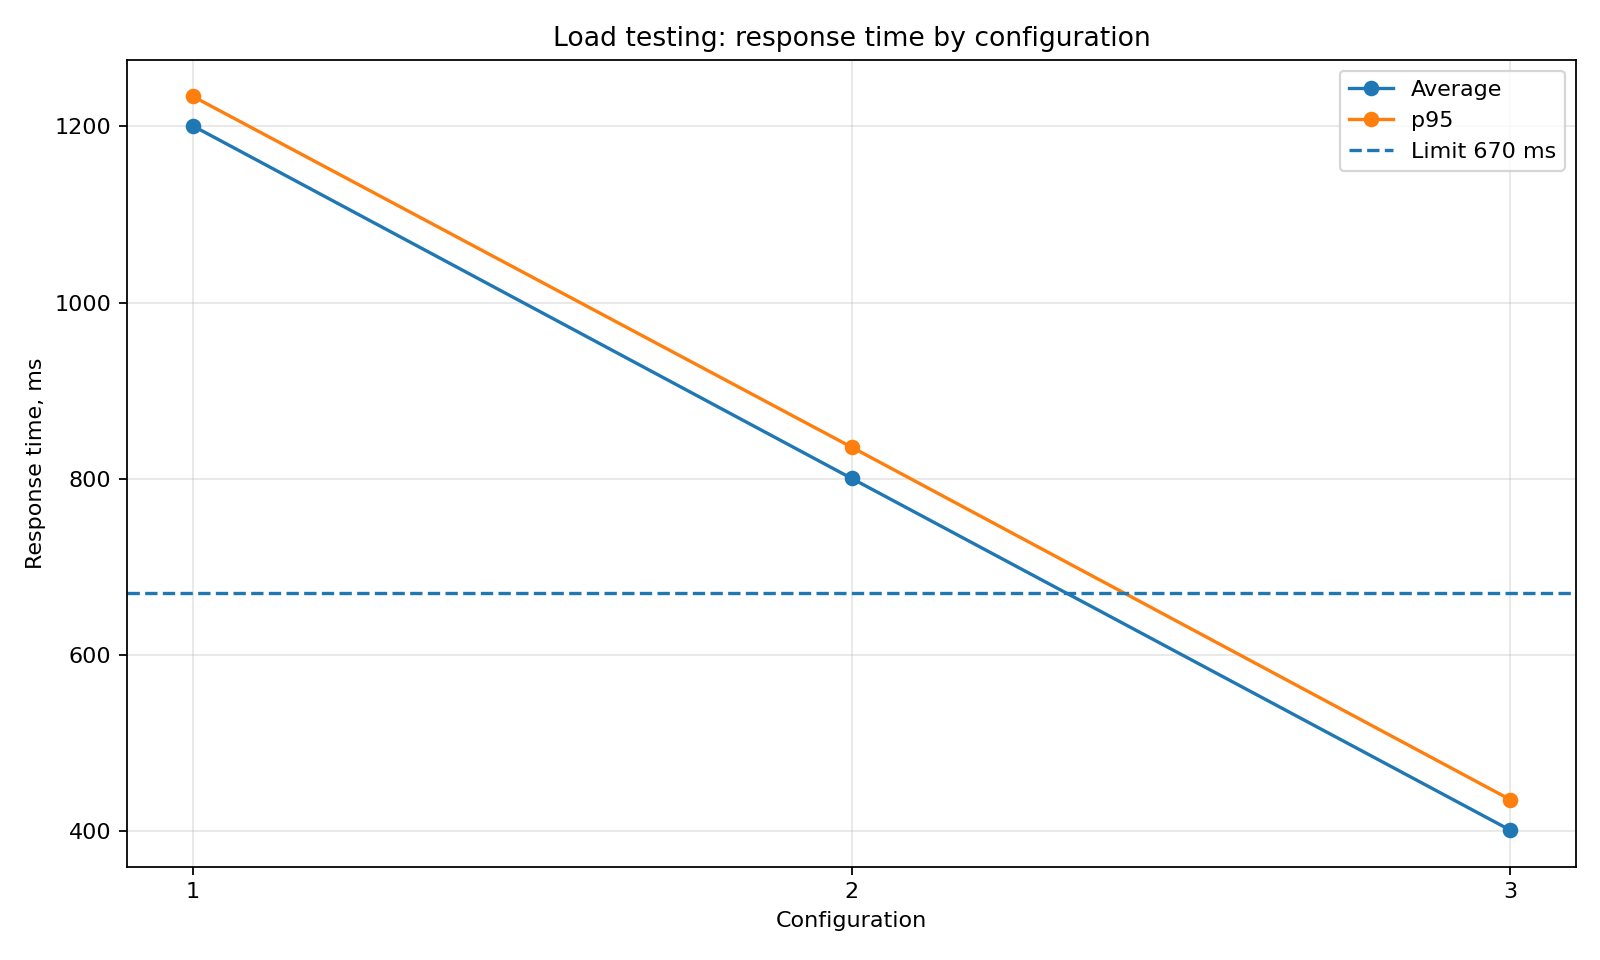 Load testing: response time by configuration
Average
p95
Limit 670 ms
1200
1000
800
600
400
Response time, ms
1
2
3
Configuration